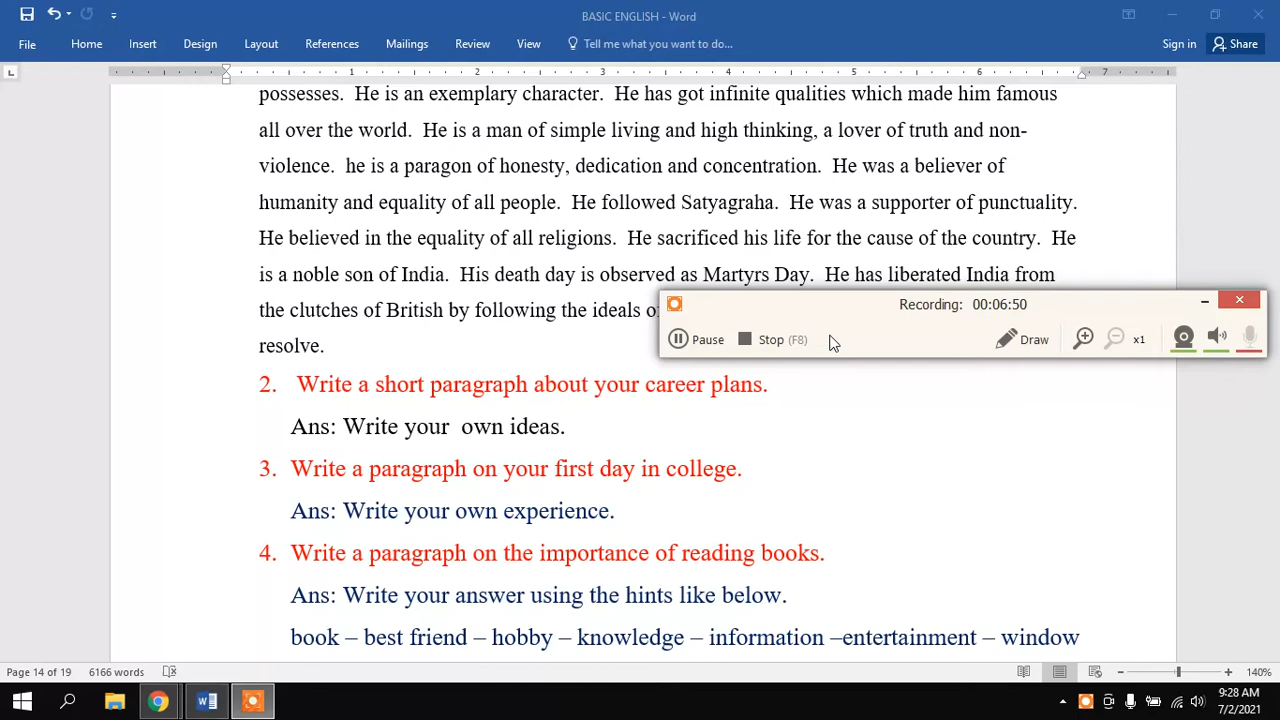 BASIC ENGLISH - Word
File Home Insert Design Layout References Mailings Review View Tell me what you want to do... Sign in Share
1 2 3 4 5 6 7
possesses. He is an exemplary character. He has got infinite qualities which made him famous
all over the world. He is a man of simple living and high thinking, a lover of truth and non-
violence. he is a paragon of honesty, dedication and concentration. He was a believer of
humanity and equality of all people. He followed Satyagraha. He was a supporter of punctuality.
He believed in the equality of all religions. He sacrificed his life for the cause of the country. He
is a noble son of India. His death day is observed as Martyrs Day. He has liberated India from
the clutches of British by following the ideals
resolve.
Recording: 00:06:50
Pause Stop (F8) Draw x1
2. Write a short paragraph about your career plans.
Ans: Write your own ideas.
3. Write a paragraph on your first day in college.
Ans: Write your own experience.
4. Write a paragraph on the importance of reading books.
Ans: Write your answer using the hints like below.
book – best friend – hobby – knowledge – information –entertainment – window
Page 14 of 19 6166 words 140%
9:28 AM
7/2/2021